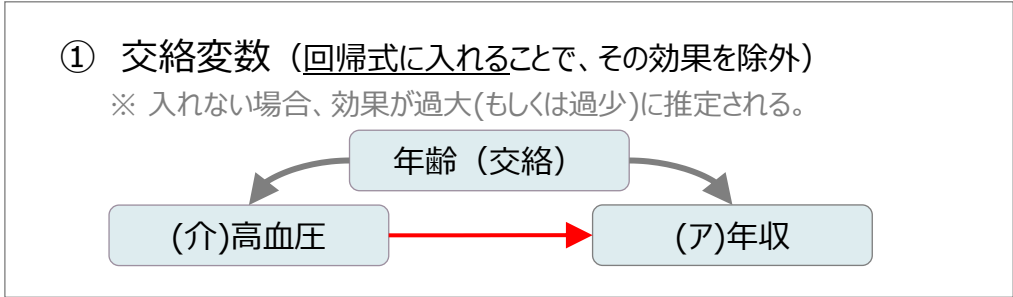 ① 交絡変数（回帰式に入れることで、その効果を除外）
※ 入れない場合、効果が過大(もしくは過少)に推定される。
年齢（交絡）
(介)高血圧
(ア)年収